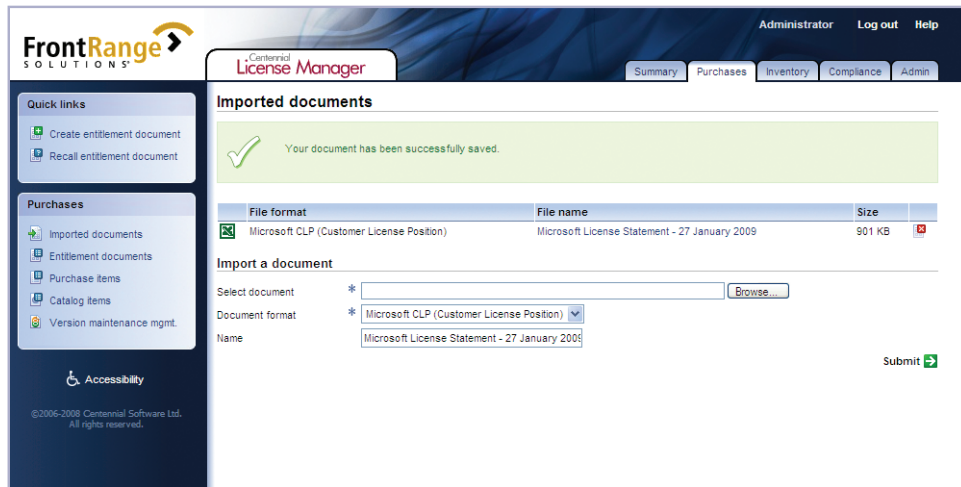 FrontRange
SOLUTIONS
Administrator Log out Help
Centennial
License Manager
Summary Purchases Inventory Compliance Admin
Quick links
Create entitlement document
Recall entitlement document
Purchases
Imported documents
Entitlement documents
Purchase items
Catalog items
Version maintenance mgmt.
Accessibility
©2006-2008 Centennial Software Ltd.
All rights reserved.
Imported documents
Your document has been successfully saved.
File format File name Size
Microsoft CLP (Customer License Position) Microsoft License Statement - 27 January 2009 901 KB
Import a document
Select document * Browse...
Document format * Microsoft CLP (Customer License Position)
Name Microsoft License Statement - 27 January 2009
Submit